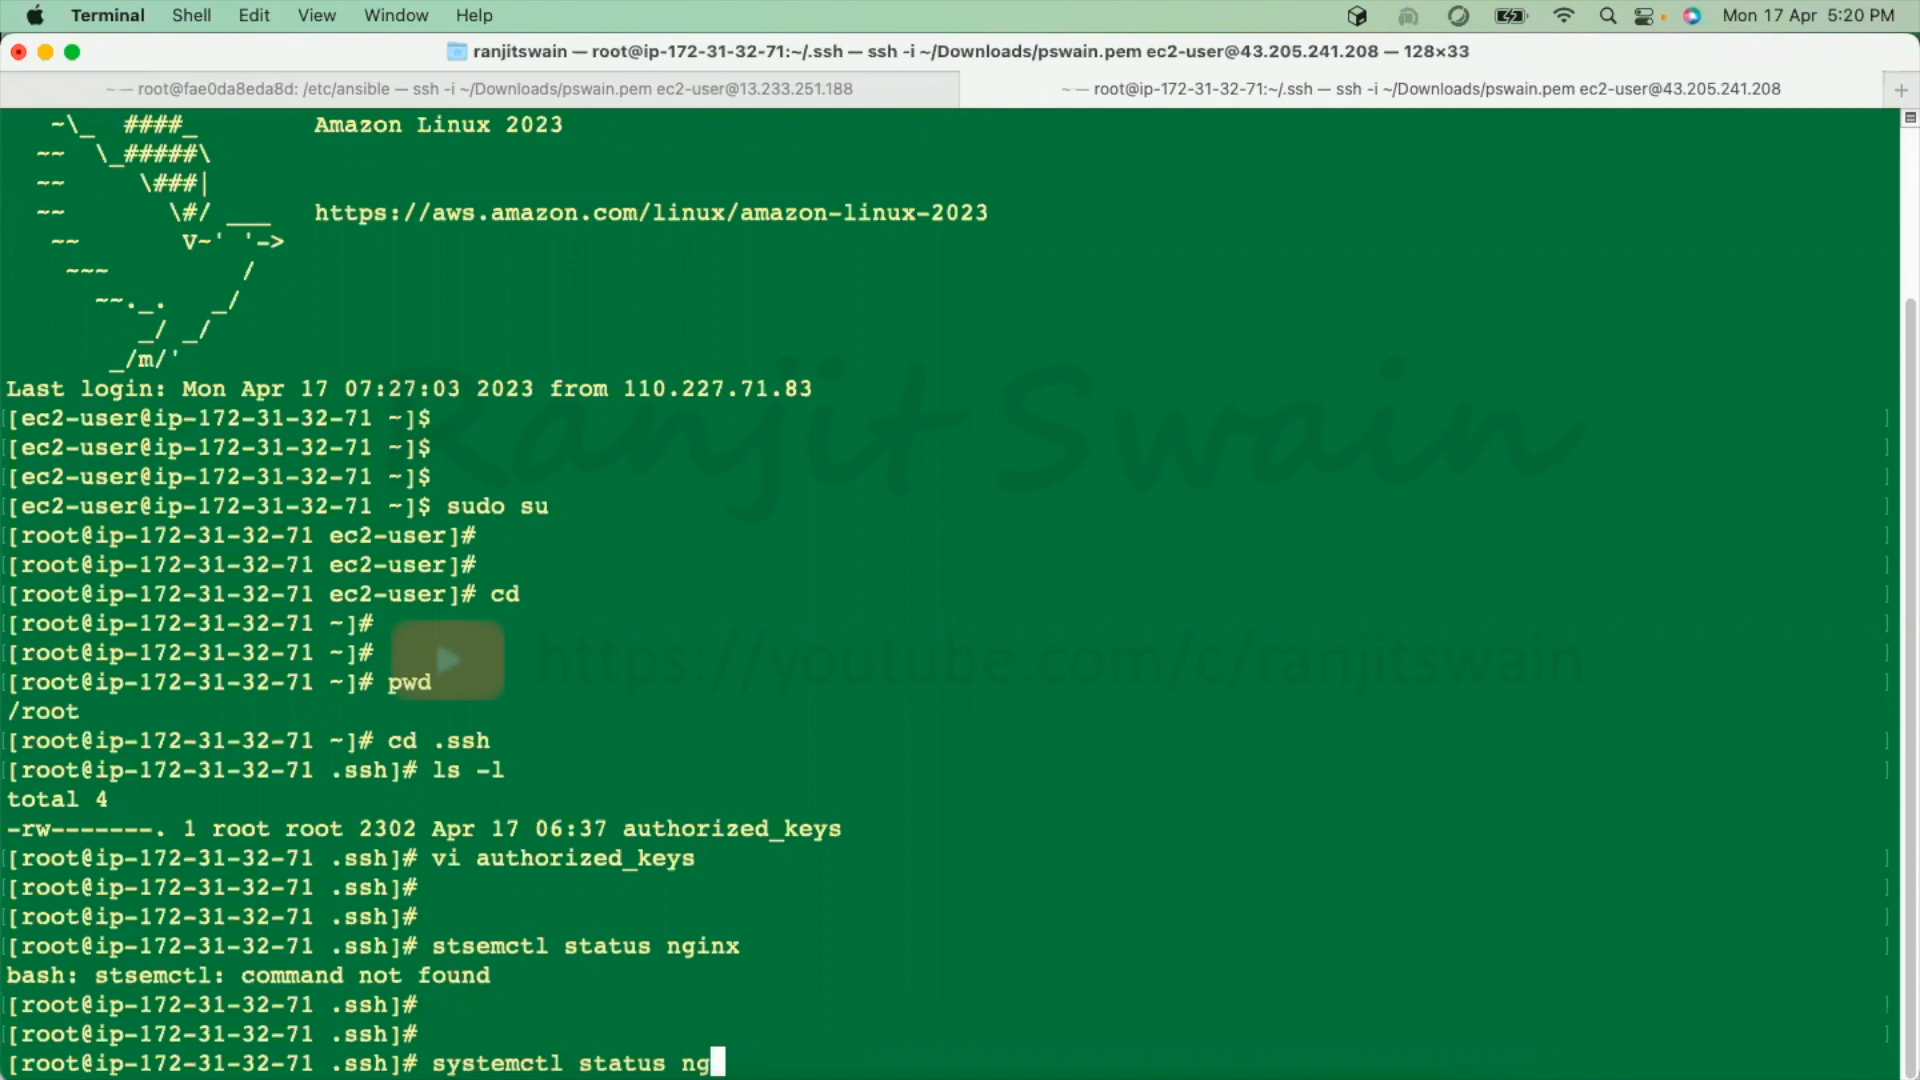 Terminal Shell Edit View Window Help Mon 17 Apr 5:20 PM
ranjitswain — root@ip-172-31-32-71:~/.ssh — ssh -i ~/Downloads/pswain.pem ec2-user@43.205.241.208 — 128×33
~ — root@fae0da8eda8d: /etc/ansible — ssh -i ~/Downloads/pswain.pem ec2-user@13.233.251.188
~ — root@ip-172-31-32-71:~/.ssh — ssh -i ~/Downloads/pswain.pem ec2-user@43.205.241.208 +
   ~\_  ####_        Amazon Linux 2023
  ~~  \_#####\
  ~~     \###|
  ~~       \#/ ___   https://aws.amazon.com/linux/amazon-linux-2023
   ~~       V~' '->
    ~~~         /
      ~~._.   _/
         _/ _/
       _/m/'
Last login: Mon Apr 17 07:27:03 2023 from 110.227.71.83
[ec2-user@ip-172-31-32-71 ~]$
[ec2-user@ip-172-31-32-71 ~]$
[ec2-user@ip-172-31-32-71 ~]$
[ec2-user@ip-172-31-32-71 ~]$ sudo su
[root@ip-172-31-32-71 ec2-user]#
[root@ip-172-31-32-71 ec2-user]#
[root@ip-172-31-32-71 ec2-user]# cd
[root@ip-172-31-32-71 ~]#
[root@ip-172-31-32-71 ~]#
[root@ip-172-31-32-71 ~]# pwd
/root
[root@ip-172-31-32-71 ~]# cd .ssh
[root@ip-172-31-32-71 .ssh]# ls -l
total 4
-rw-------. 1 root root 2302 Apr 17 06:37 authorized_keys
[root@ip-172-31-32-71 .ssh]# vi authorized_keys
[root@ip-172-31-32-71 .ssh]#
[root@ip-172-31-32-71 .ssh]#
[root@ip-172-31-32-71 .ssh]# stsemctl status nginx
bash: stsemctl: command not found
[root@ip-172-31-32-71 .ssh]#
[root@ip-172-31-32-71 .ssh]#
[root@ip-172-31-32-71 .ssh]# systemctl status ng
Ranjit Swain
https://youtube.com/c/ranjitswain